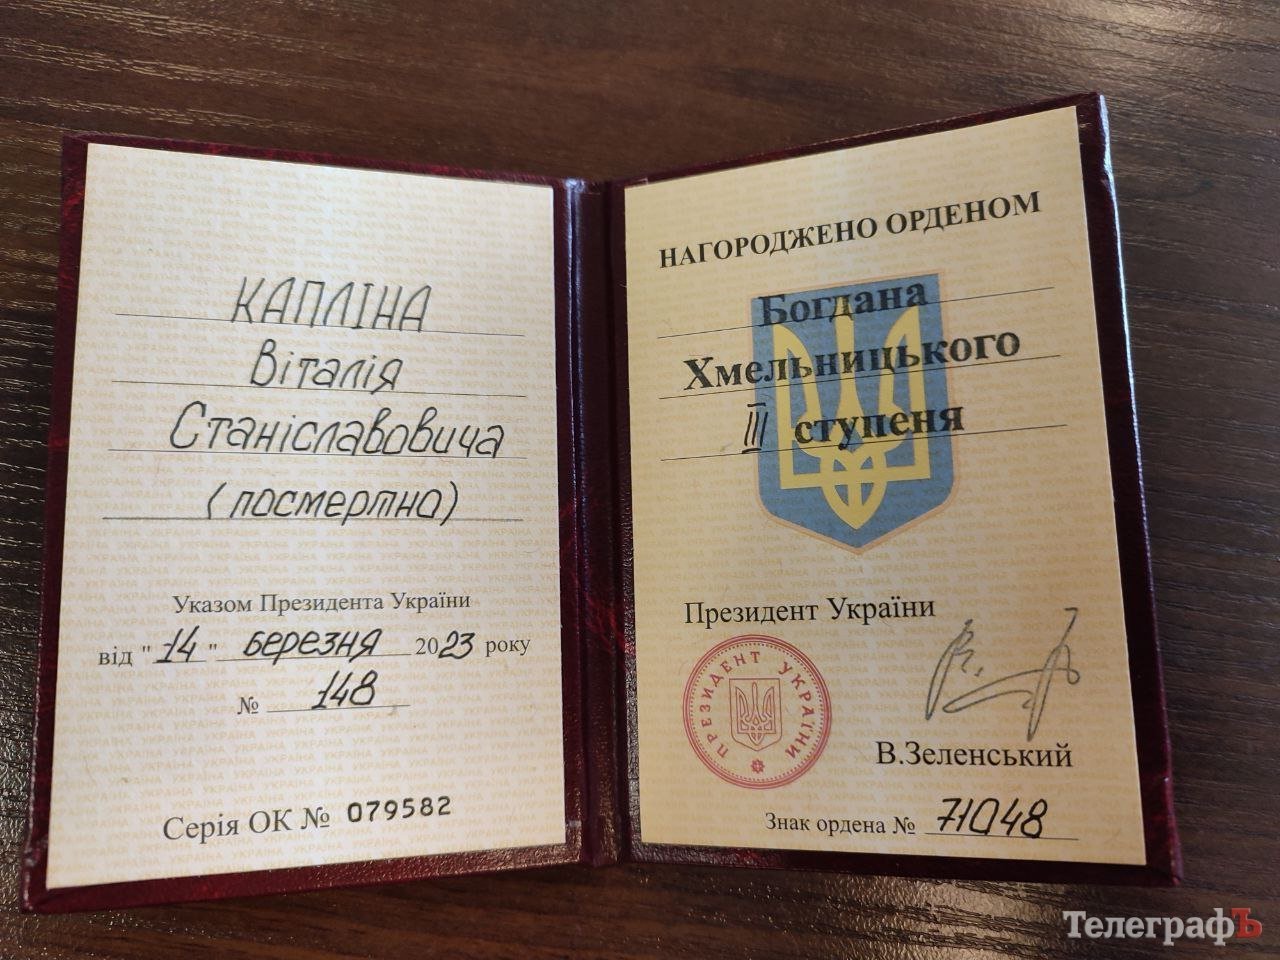 КАПЛІНА
Віталія
Станіславовича
(посмертно)
Указом Президента України
від "14" березня 2023 року
№ 148
Серія ОК № 079582
НАГОРОДЖЕНО ОРДЕНОМ
Богдана
Хмельницького
III ступеня
Президент України
ПРЕЗИДЕНТ УКРАЇНИ
В.Зеленський
Знак ордена № 71048
ТелеграфЪ